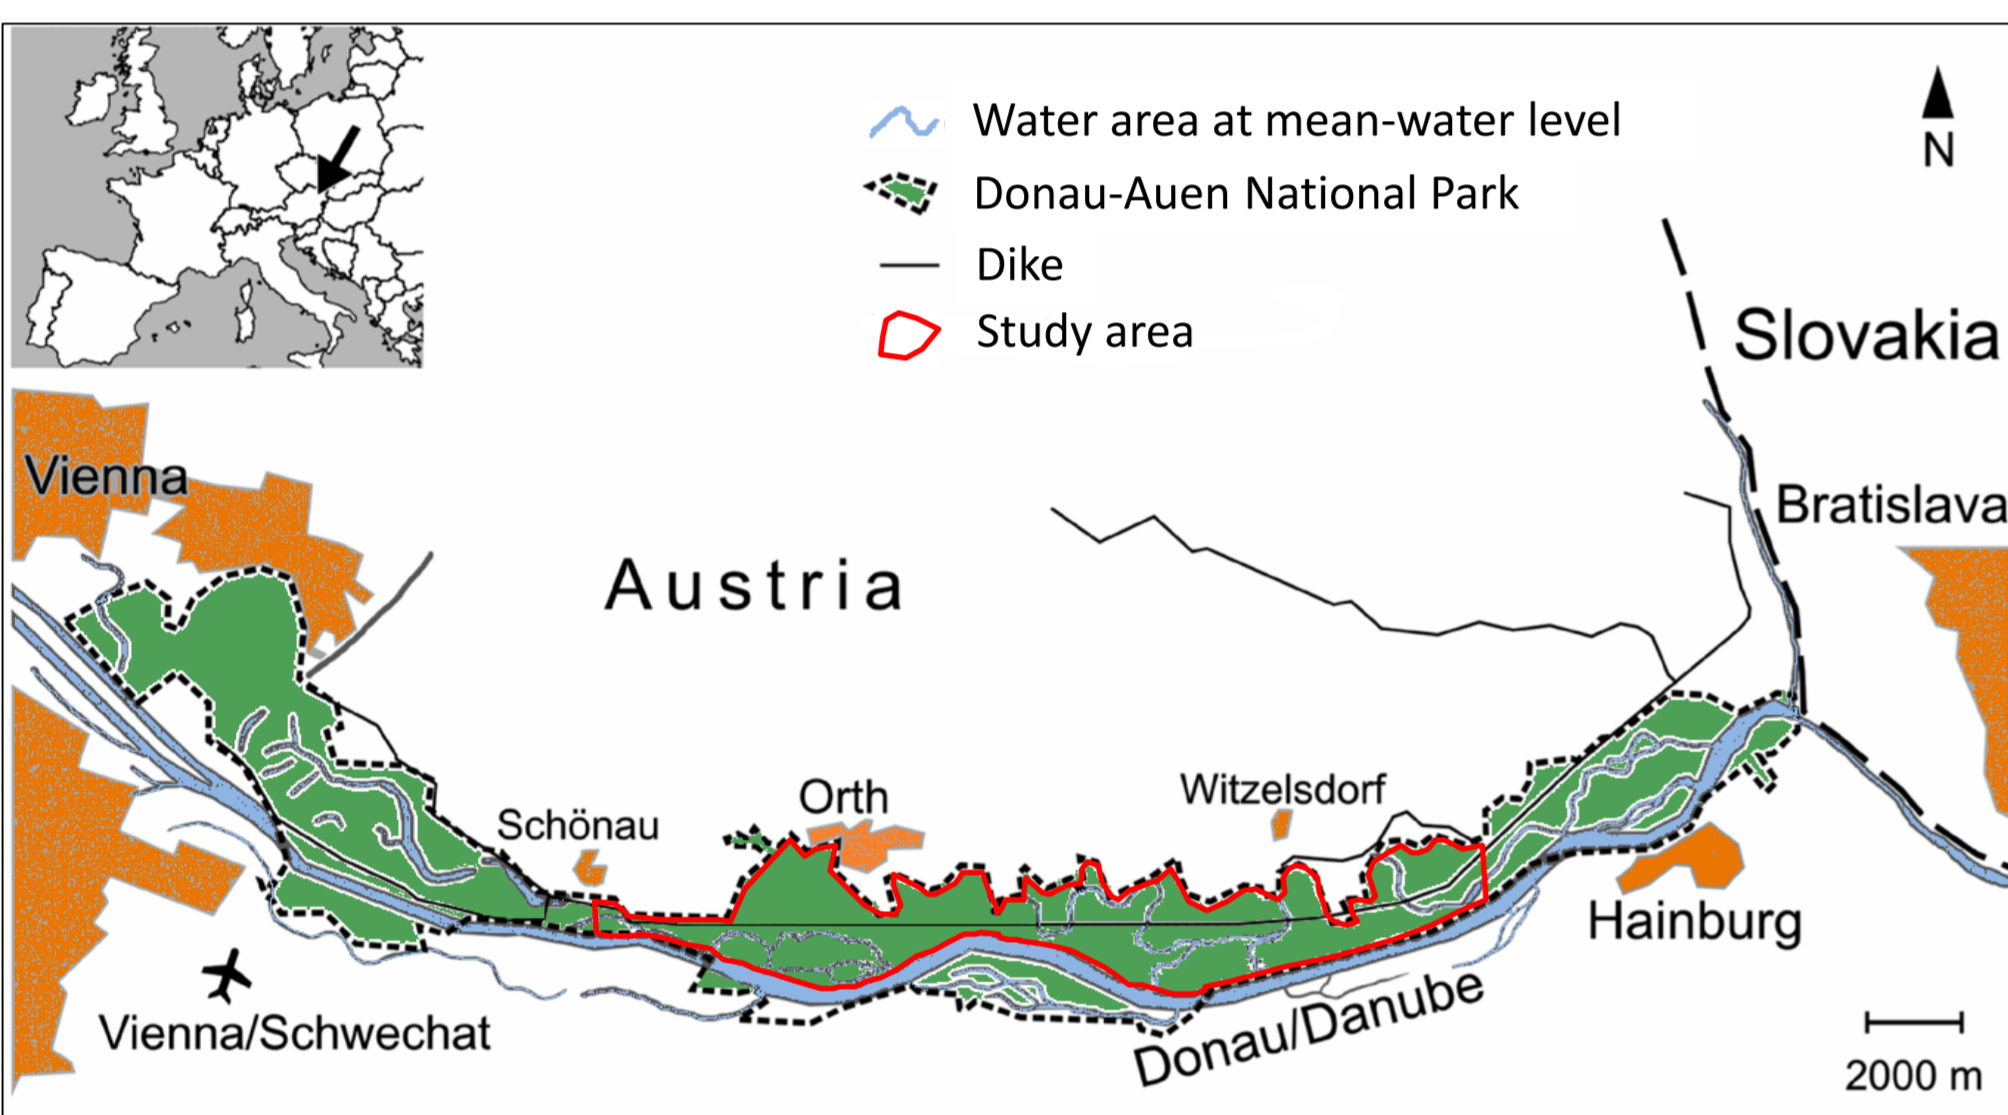 Water area at mean-water level
Donau-Auen National Park
Dike
Study area
N
Slovakia
Vienna
Bratislava
Austria
Schönau
Orth
Witzelsdorf
Hainburg
Vienna/Schwechat
Donau/Danube
2000 m